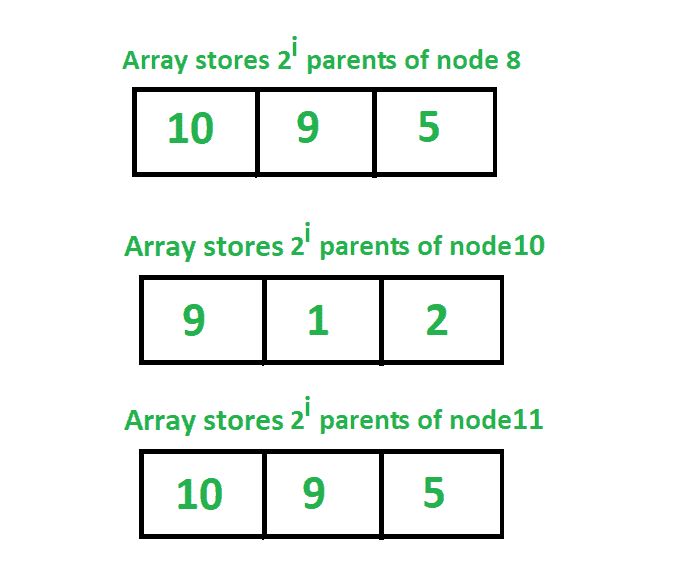 Array stores 2^i parents of node 8
10 9 5
Array stores 2^i parents of node10
9 1 2
Array stores 2^i parents of node11
10 9 5